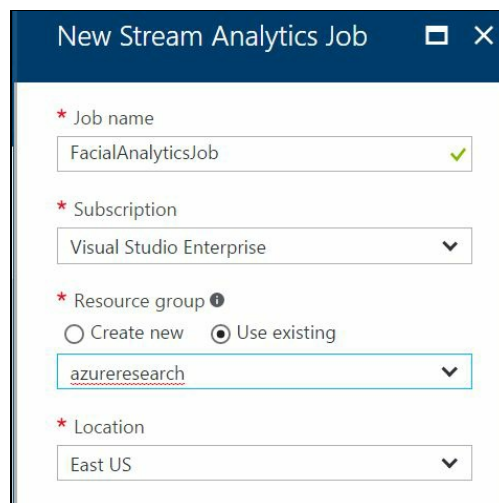 New Stream Analytics Job
* Job name
FacialAnalyticsJob
* Subscription
Visual Studio Enterprise
* Resource group
Create new Use existing
azureresearch
* Location
East US